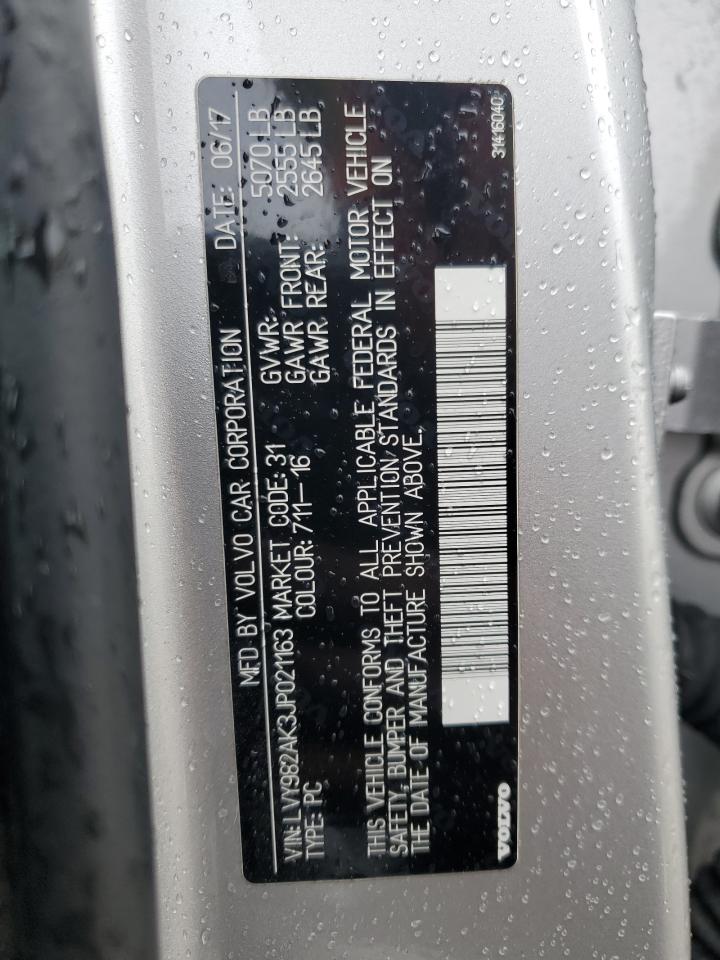 MFD BY VOLVO CAR CORPORATION DATE: 06/17
VIN: LVY982AK3JP021163 MARKET CODE: 31 GVWR: 5070 LB
TYPE: PC COLOUR: 711-16 GAWR FRONT: 2555 LB
GAWR REAR: 2645 LB
THIS VEHICLE CONFORMS TO ALL APPLICABLE FEDERAL MOTOR VEHICLE
SAFETY, BUMPER AND THEFT PREVENTION STANDARDS IN EFFECT ON
THE DATE OF MANUFACTURE SHOWN ABOVE.
VOLVO 31416040